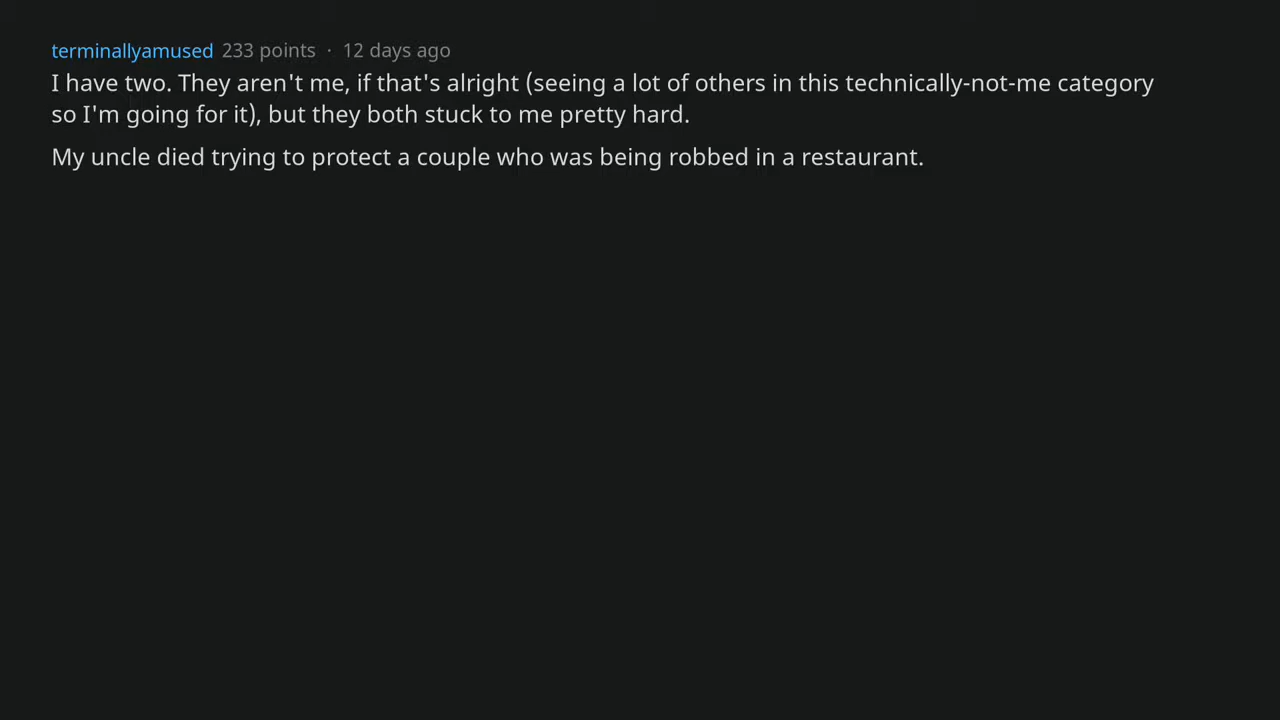 terminallyamused 233 points · 12 days ago
I have two. They aren't me, if that's alright (seeing a lot of others in this technically-not-me category
so I'm going for it), but they both stuck to me pretty hard.
My uncle died trying to protect a couple who was being robbed in a restaurant.